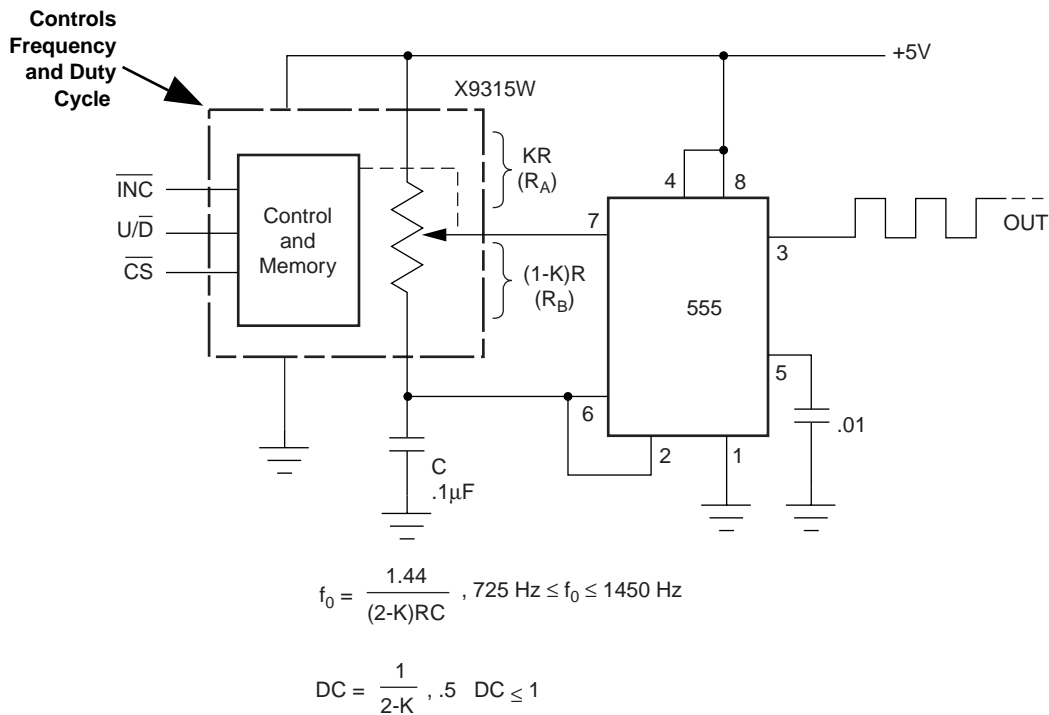 Controls
Frequency
and Duty
Cycle
+5V
X9315W
KR
(RA)
4
8
INC
U/D
CS
Control
and
Memory
7
3
OUT
(1-K)R
(RB)
555
5
6
.01
2
1
C
.1μF
f0 = 1.44 / (2-K)RC , 725 Hz ≤ f0 ≤ 1450 Hz
DC = 1 / 2-K , .5 DC ≤ 1